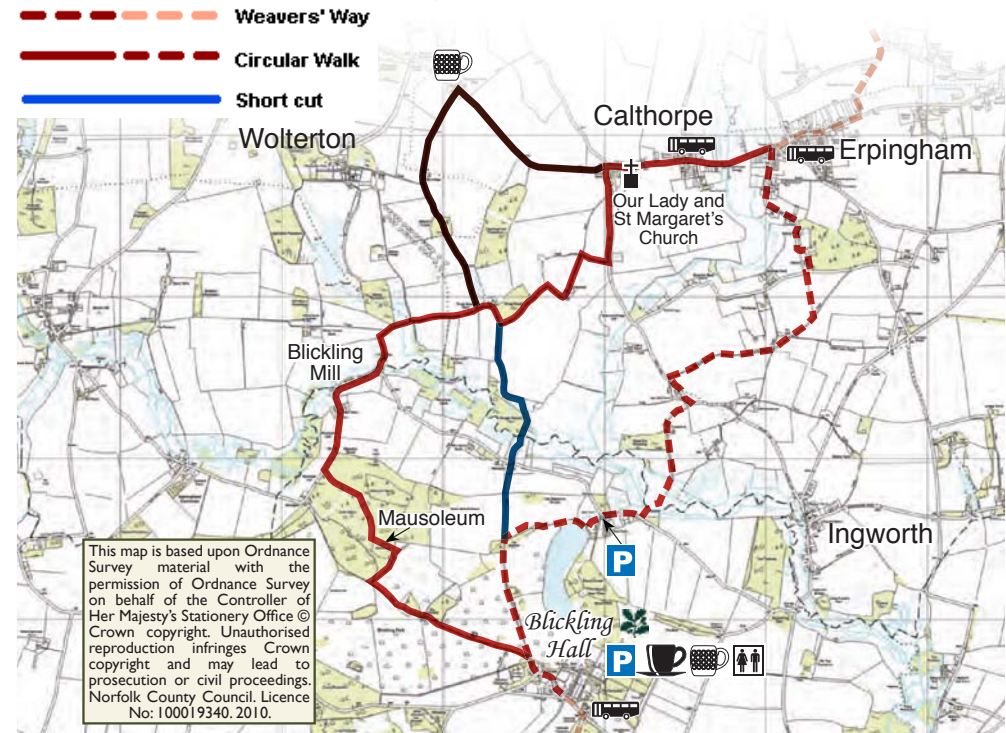 Weavers' Way
Circular Walk
Short cut
Wolterton
Calthorpe
Erpingham
Our Lady and
St Margaret's
Church
Blickling
Mill
Mausoleum
Ingworth
P
Blickling
Hall
P
This map is based upon Ordnance
Survey material with the
permission of Ordnance Survey
on behalf of the Controller of
Her Majesty's Stationery Office ©
Crown copyright. Unauthorised
reproduction infringes Crown
copyright and may lead to
prosecution or civil proceedings.
Norfolk County Council. Licence
No: 100019340. 2010.